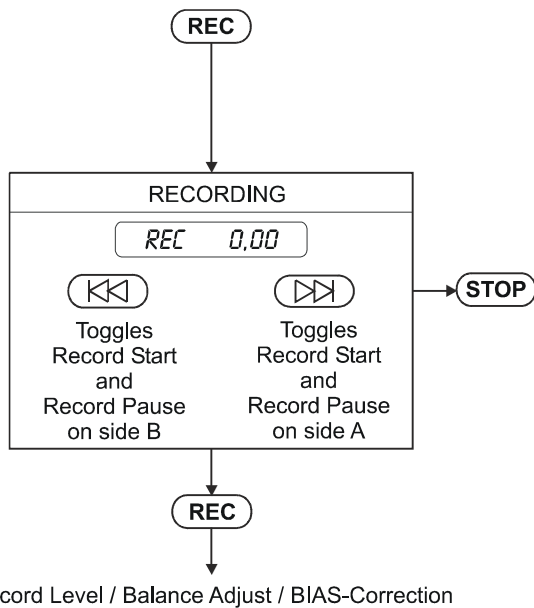 REC
RECORDING
REC 0,00
Toggles
Record Start
and
Record Pause
on side B
Toggles
Record Start
and
Record Pause
on side A
STOP
REC
cord Level / Balance Adjust / BIAS-Correction